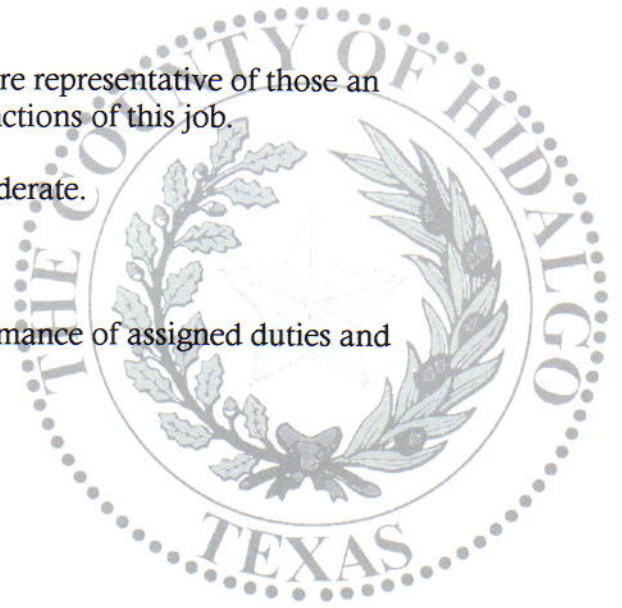 re representative of those an
nctions of this job.
derate.
mance of assigned duties and
THE COUNTY OF HIDALGO
TEXAS